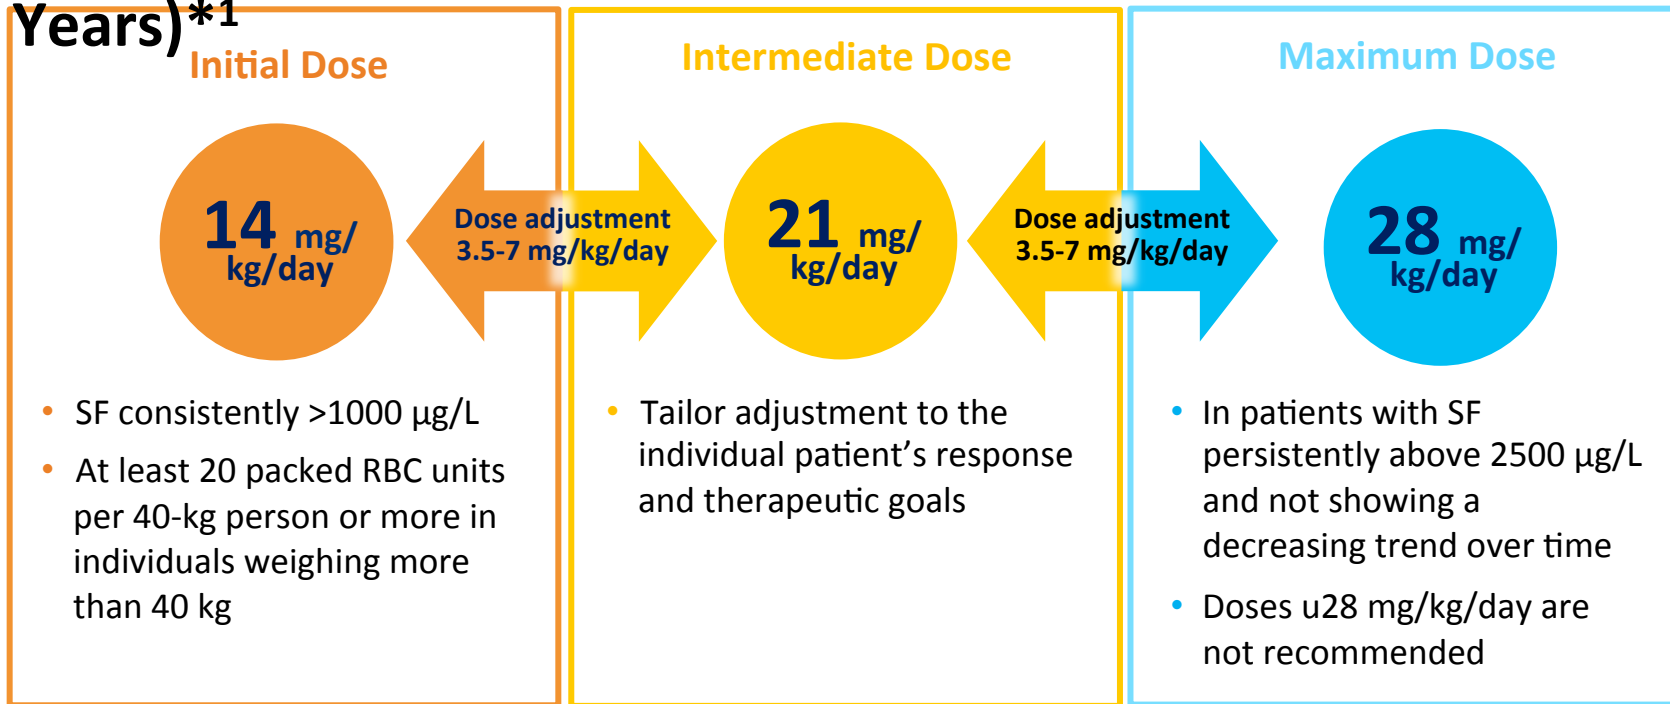 Years)*1
Initial Dose
Intermediate Dose
Maximum Dose
14 mg/
kg/day
Dose adjustment
3.5-7 mg/kg/day
21 mg/
kg/day
Dose adjustment
3.5-7 mg/kg/day
28 mg/
kg/day
• SF consistently >1000 µg/L
• At least 20 packed RBC units
per 40-kg person or more in
individuals weighing more
than 40 kg
• Tailor adjustment to the
individual patient’s response
and therapeutic goals
• In patients with SF
persistently above 2500 µg/L
and not showing a
decreasing trend over time
• Doses u28 mg/kg/day are
not recommended